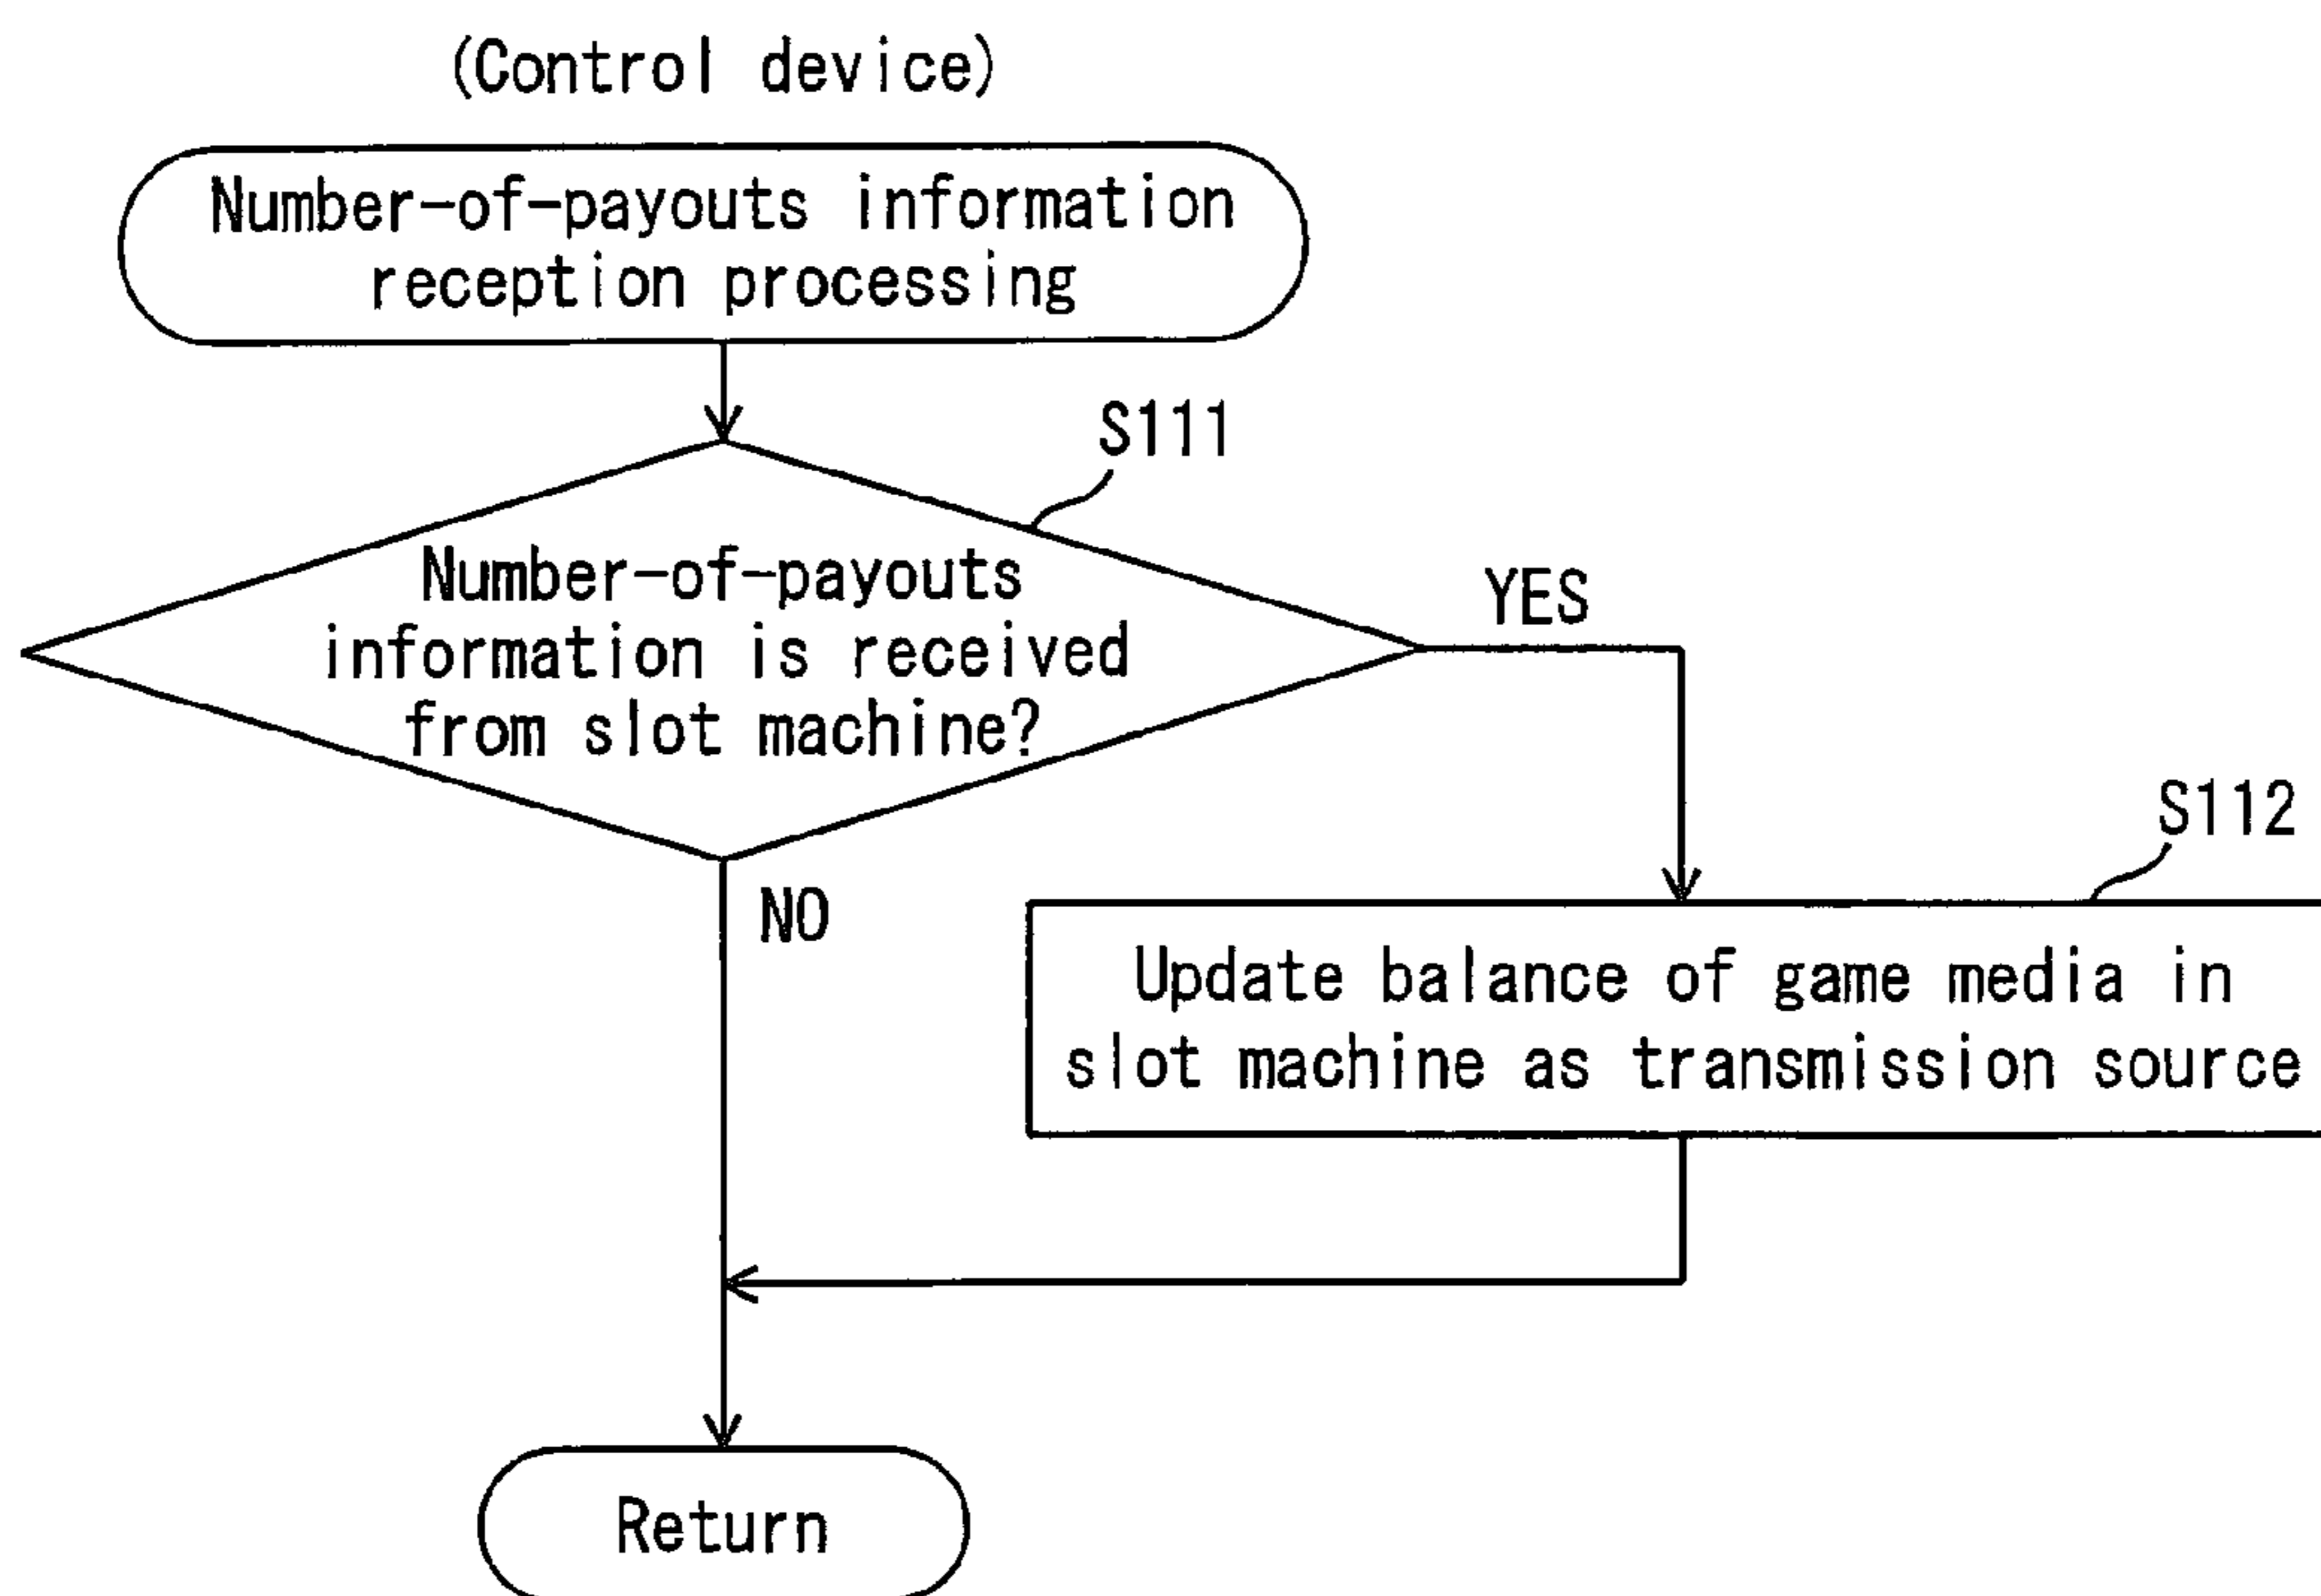 (Control device)
Number-of-payouts information
reception processing
S111
Number-of-payouts
information is received
from slot machine?
YES
S112
NO
Update balance of game media in
slot machine as transmission source
Return